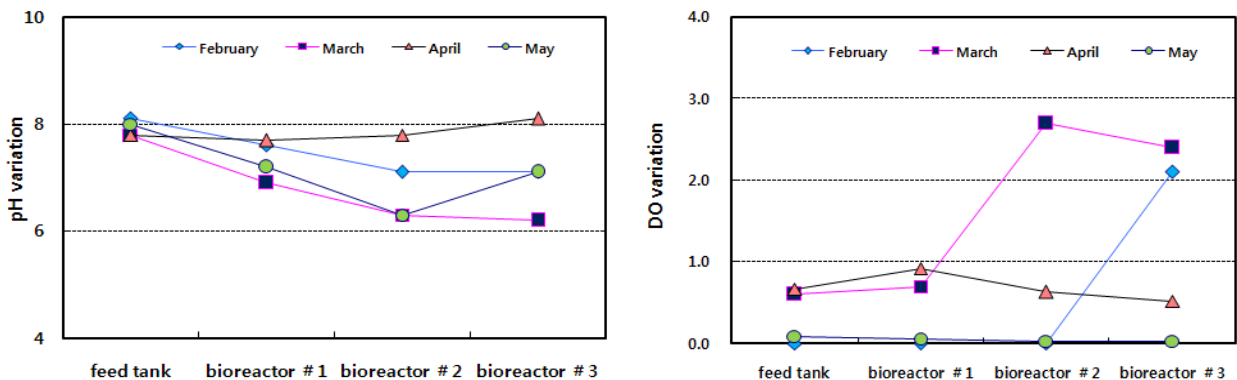 10
February March April May
8
pH variation
6
4
feed tank bioreactor #1 bioreactor #2 bioreactor #3
4.0
February March April May
3.0
DO variation
2.0
1.0
0.0
feed tank bioreactor #1 bioreactor #2 bioreactor #3